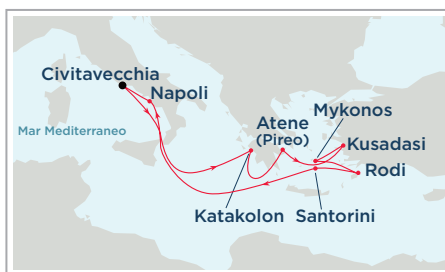 Civitavecchia
Napoli
Mar Mediterraneo
Atene
(Pireo)
Mykonos
Kusadasi
Rodi
Katakolon
Santorini